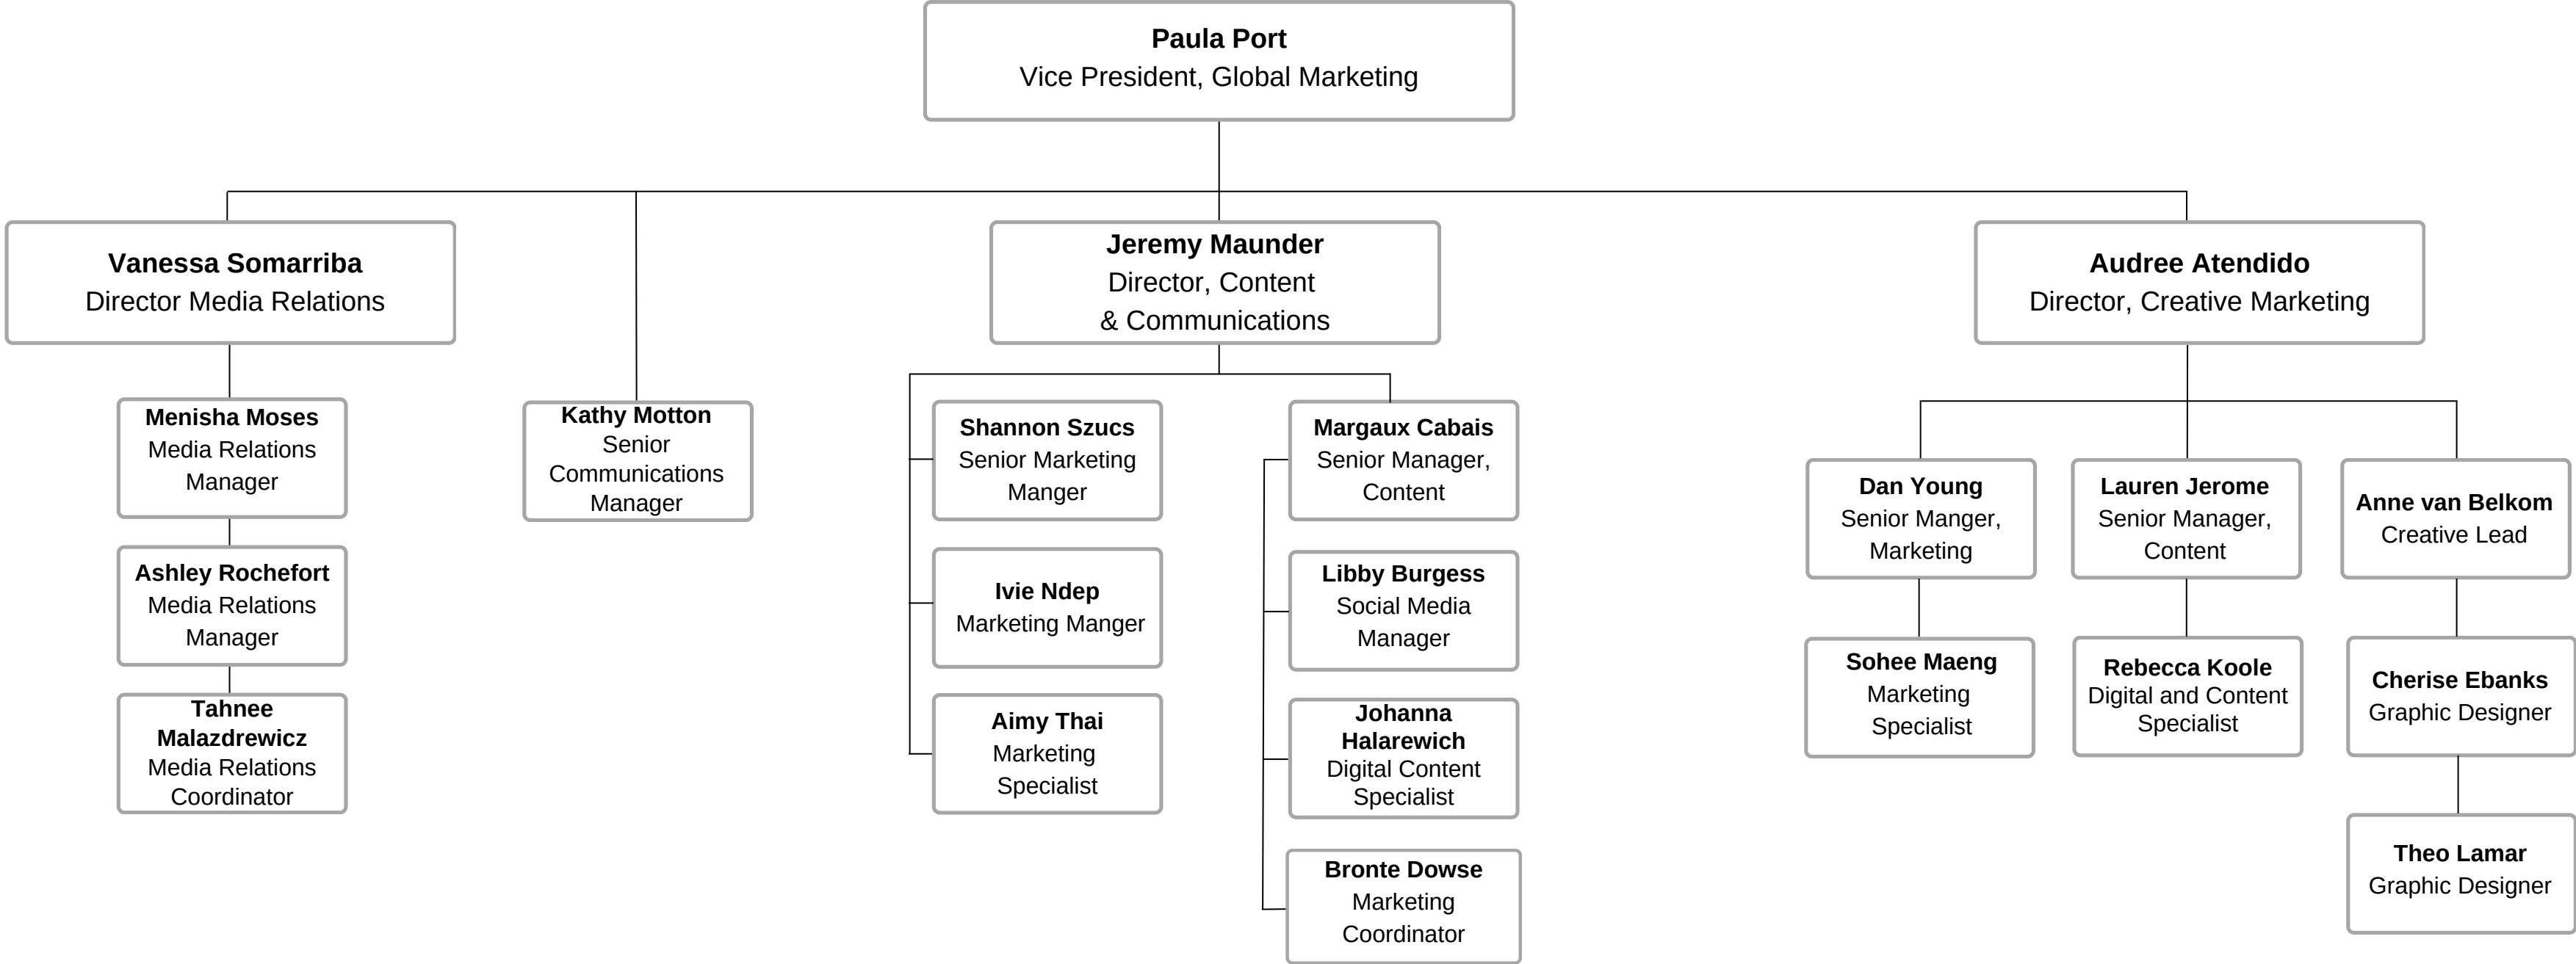 Paula Port
Vice President, Global Marketing
Vanessa Somarriba
Director Media Relations
Jeremy Maunder
Director, Content
& Communications
Audree Atendido
Director, Creative Marketing
Menisha Moses
Media Relations
Manager
Ashley Rochefort
Media Relations
Manager
Tahnee
Malazdrewicz
Media Relations
Coordinator
Kathy Motton
Senior
Communications
Manager
Shannon Szucs
Senior Marketing
Manger
Ivie Ndep
Marketing Manger
Aimy Thai
Marketing
Specialist
Margaux Cabais
Senior Manager,
Content
Libby Burgess
Social Media
Manager
Johanna
Halarewich
Digital Content
Specialist
Bronte Dowse
Marketing
Coordinator
Dan Young
Senior Manger,
Marketing
Sohee Maeng
Marketing
Specialist
Lauren Jerome
Senior Manager,
Content
Rebecca Koole
Digital and Content
Specialist
Anne van Belkom
Creative Lead
Cherise Ebanks
Graphic Designer
Theo Lamar
Graphic Designer